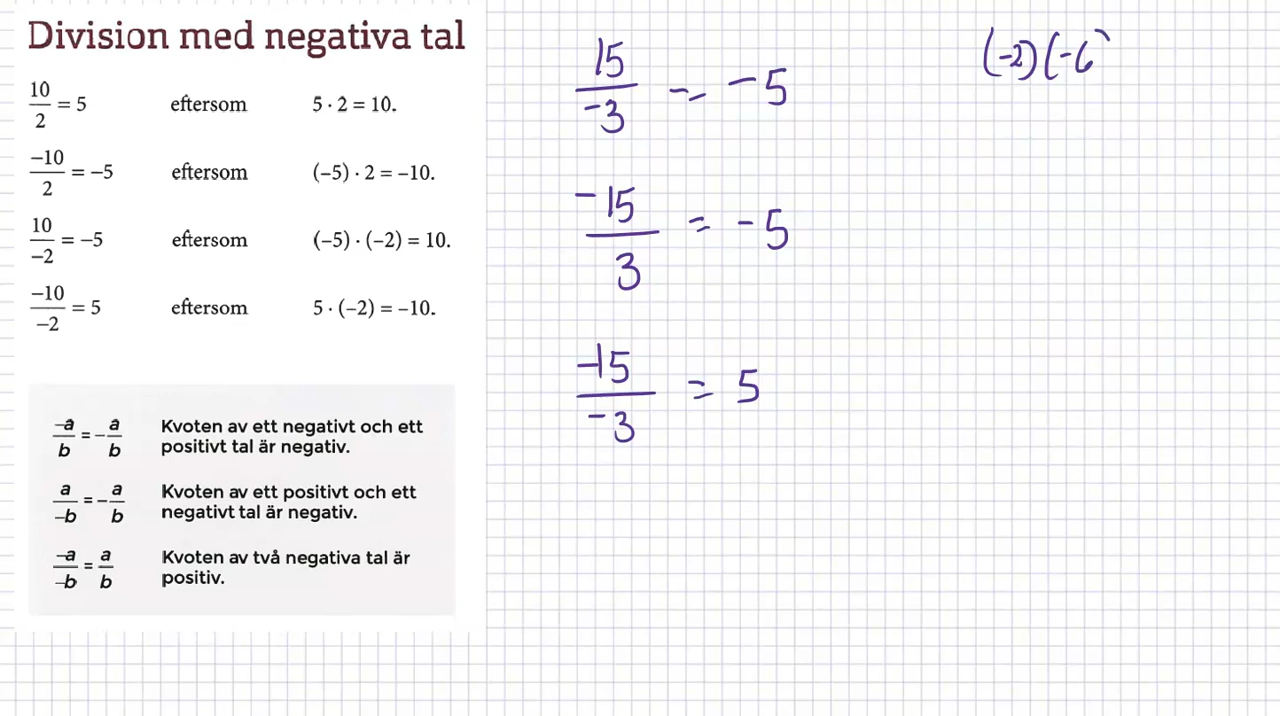 Division med negativa tal
10/2 = 5 eftersom 5 · 2 = 10.
−10/2 = −5 eftersom (−5) · 2 = −10.
10/−2 = −5 eftersom (−5) · (−2) = 10.
−10/−2 = 5 eftersom 5 · (−2) = −10.
−a/b = −a/b Kvoten av ett negativt och ett
positivt tal är negativ.
a/−b = −a/b Kvoten av ett positivt och ett
negativt tal är negativ.
−a/−b = a/b Kvoten av två negativa tal är
positiv.
15/−3 = −5
−15/3 = −5
−15/−3 = 5
(−2)(−6)